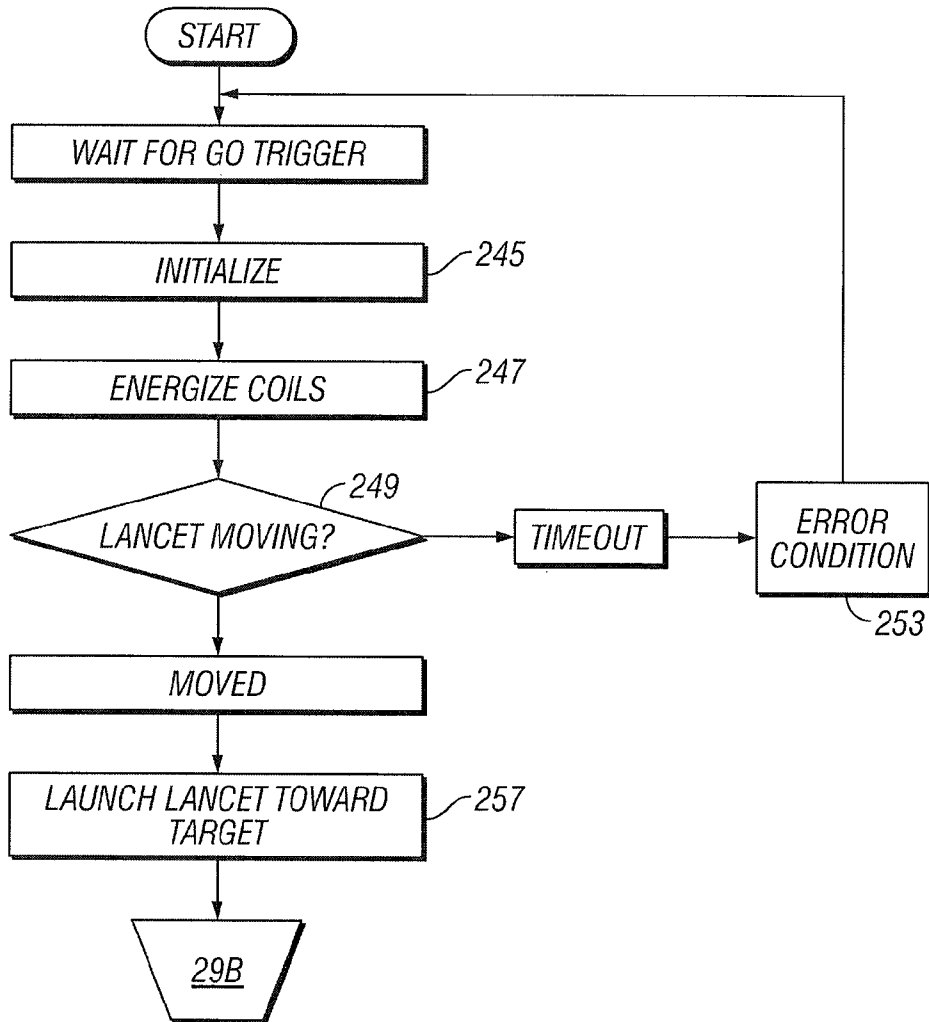 START
WAIT FOR GO TRIGGER
INITIALIZE
245
ENERGIZE COILS
247
249
LANCET MOVING?
TIMEOUT
ERROR
CONDITION
253
MOVED
LAUNCH LANCET TOWARD
TARGET
257
29B